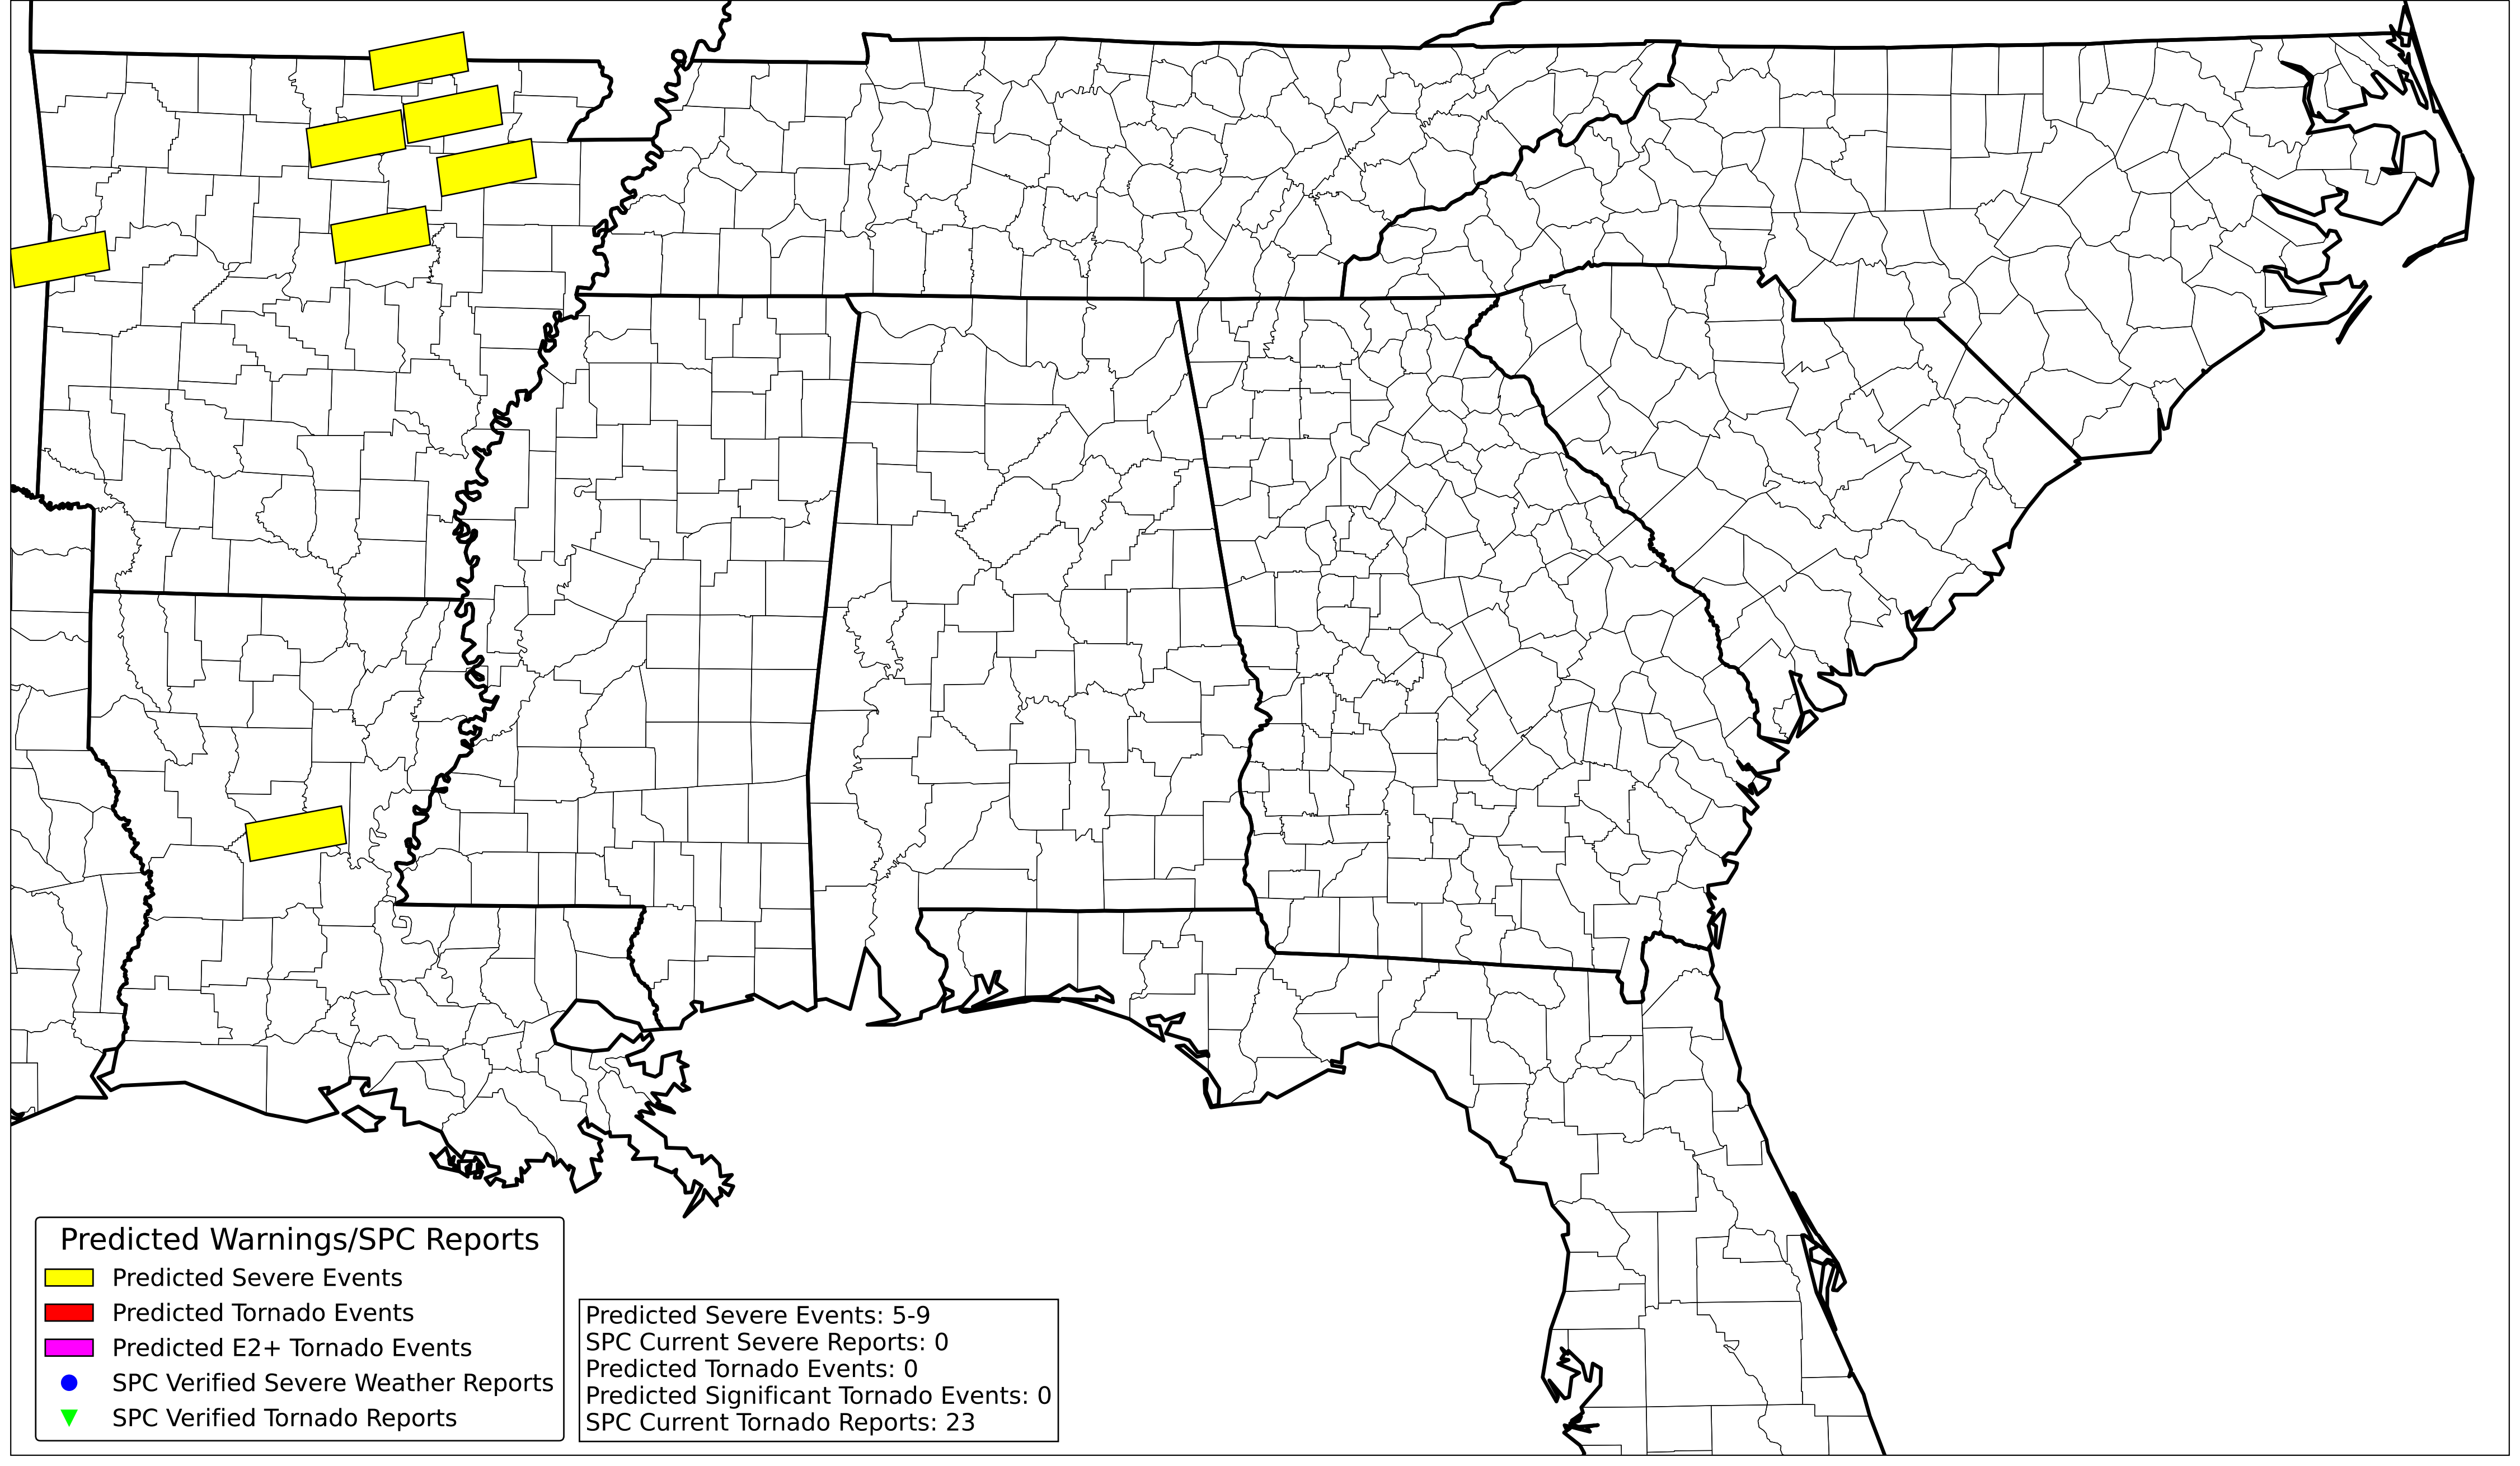 Predicted Warnings/SPC Reports
Predicted Severe Events
Predicted Tornado Events
Predicted E2+ Tornado Events
SPC Verified Severe Weather Reports
SPC Verified Tornado Reports
Predicted Severe Events: 5-9
SPC Current Severe Reports: 0
Predicted Tornado Events: 0
Predicted Significant Tornado Events: 0
SPC Current Tornado Reports: 23